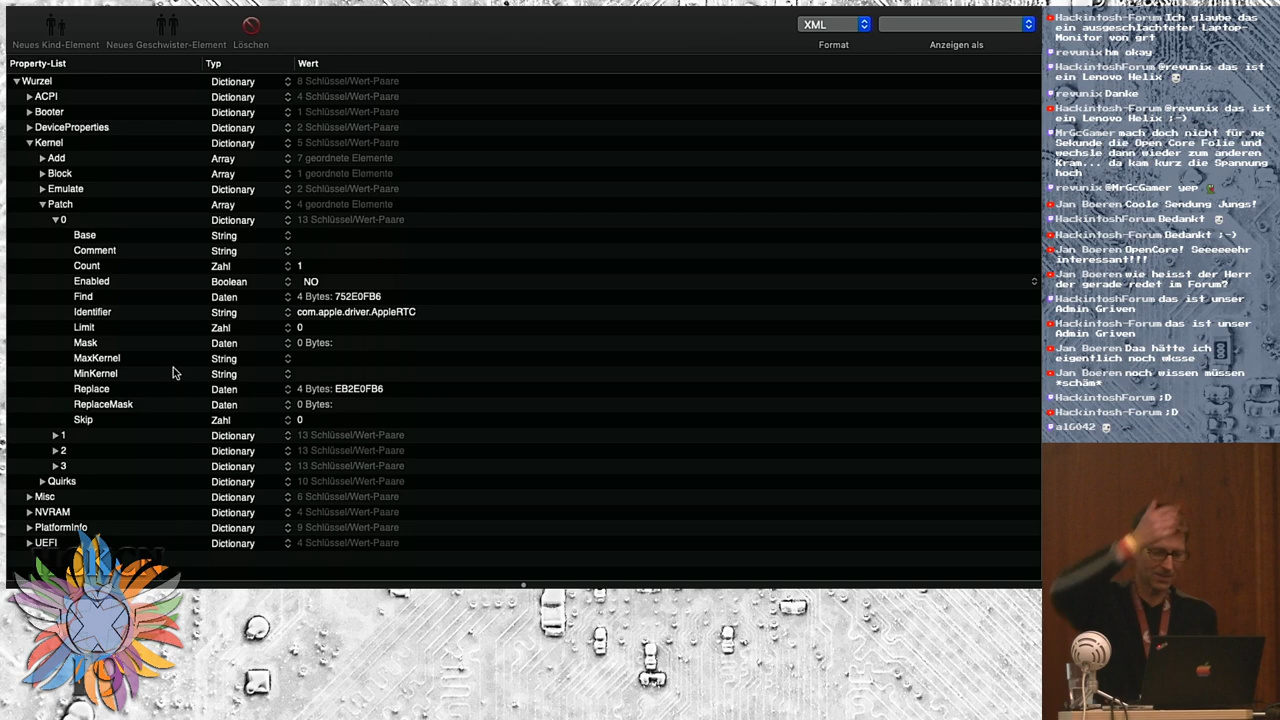 Neues Kind-Element Neues Geschwister-Element Löschen
XML
Format Anzeigen als
Property-List Typ Wert
Wurzel Dictionary 8 Schlüssel/Wert-Paare
ACPI Dictionary 4 Schlüssel/Wert-Paare
Booter Dictionary 1 Schlüssel/Wert-Paare
DeviceProperties Dictionary 2 Schlüssel/Wert-Paare
Kernel Dictionary 5 Schlüssel/Wert-Paare
Add Array 7 geordnete Elemente
Block Array 1 geordnete Elemente
Emulate Dictionary 2 Schlüssel/Wert-Paare
Patch Array 4 geordnete Elemente
0 Dictionary 13 Schlüssel/Wert-Paare
Base String
Comment String
Count Zahl 1
Enabled Boolean NO
Find Daten 4 Bytes: 752E0FB6
Identifier String com.apple.driver.AppleRTC
Limit Zahl 0
Mask Daten 0 Bytes:
MaxKernel String
MinKernel String
Replace Daten 4 Bytes: EB2E0FB6
ReplaceMask Daten 0 Bytes:
Skip Zahl 0
1 Dictionary 13 Schlüssel/Wert-Paare
2 Dictionary 13 Schlüssel/Wert-Paare
3 Dictionary 13 Schlüssel/Wert-Paare
Quirks Dictionary 10 Schlüssel/Wert-Paare
Misc Dictionary 6 Schlüssel/Wert-Paare
NVRAM Dictionary 4 Schlüssel/Wert-Paare
PlatformInfo Dictionary 9 Schlüssel/Wert-Paare
UEFI Dictionary 4 Schlüssel/Wert-Paare
Hackintosh-Forum Ich glaube das
ein ausgeschlachteter Laptop-
Monitor von grt
revunix hm okay
HackintoshForum @revunix das ist
ein Lenovo Helix
revunix Danke
Hackintosh-Forum @revunix das ist
ein Lenovo Helix ;-)
MrGcGamer mach doch nicht für ne
Sekunde die Open Core Folie und
wechsle dann wieder zum anderen
Kram... da kam kurz die Spannung
hoch
revunix @MrGcGamer yep
Jan Boeren Coole Sendung Jungs!
HackintoshForum Bedankt
Hackintosh-Forum Bedankt ;-)
Jan Boeren OpenCore! Seeeeeehr
interessant!!!
Jan Boeren wie heisst der Herr
der gerade redet im Forum?
HackintoshForum das ist unser
Admin Griven
Hackintosh-Forum das ist unser
Admin Griven
Jan Boeren Daa hätte ich
eigentlich noch wksse
Jan Boeren noch wissen müssen
*schäm*
HackintoshForum ;D
Hackintosh-Forum ;D
al6042